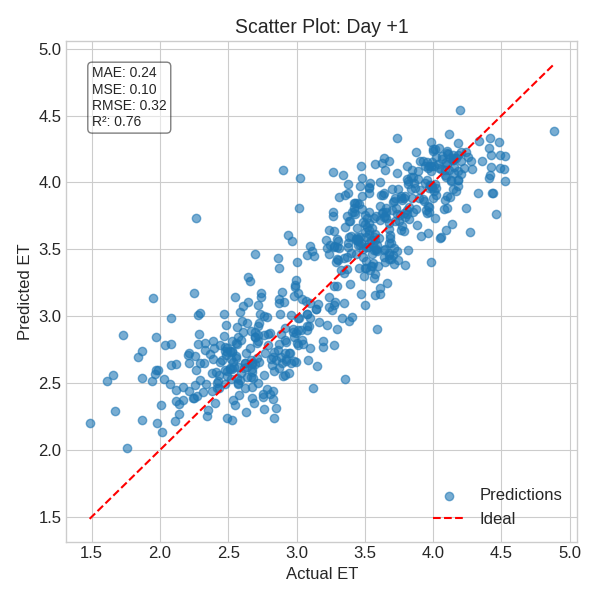 Scatter Plot: Day +1
MAE: 0.24
MSE: 0.10
RMSE: 0.32
R²: 0.76
5.0
4.5
4.0
3.5
3.0
2.5
2.0
1.5
Predicted ET
Predictions
Ideal
1.5 2.0 2.5 3.0 3.5 4.0 4.5 5.0
Actual ET